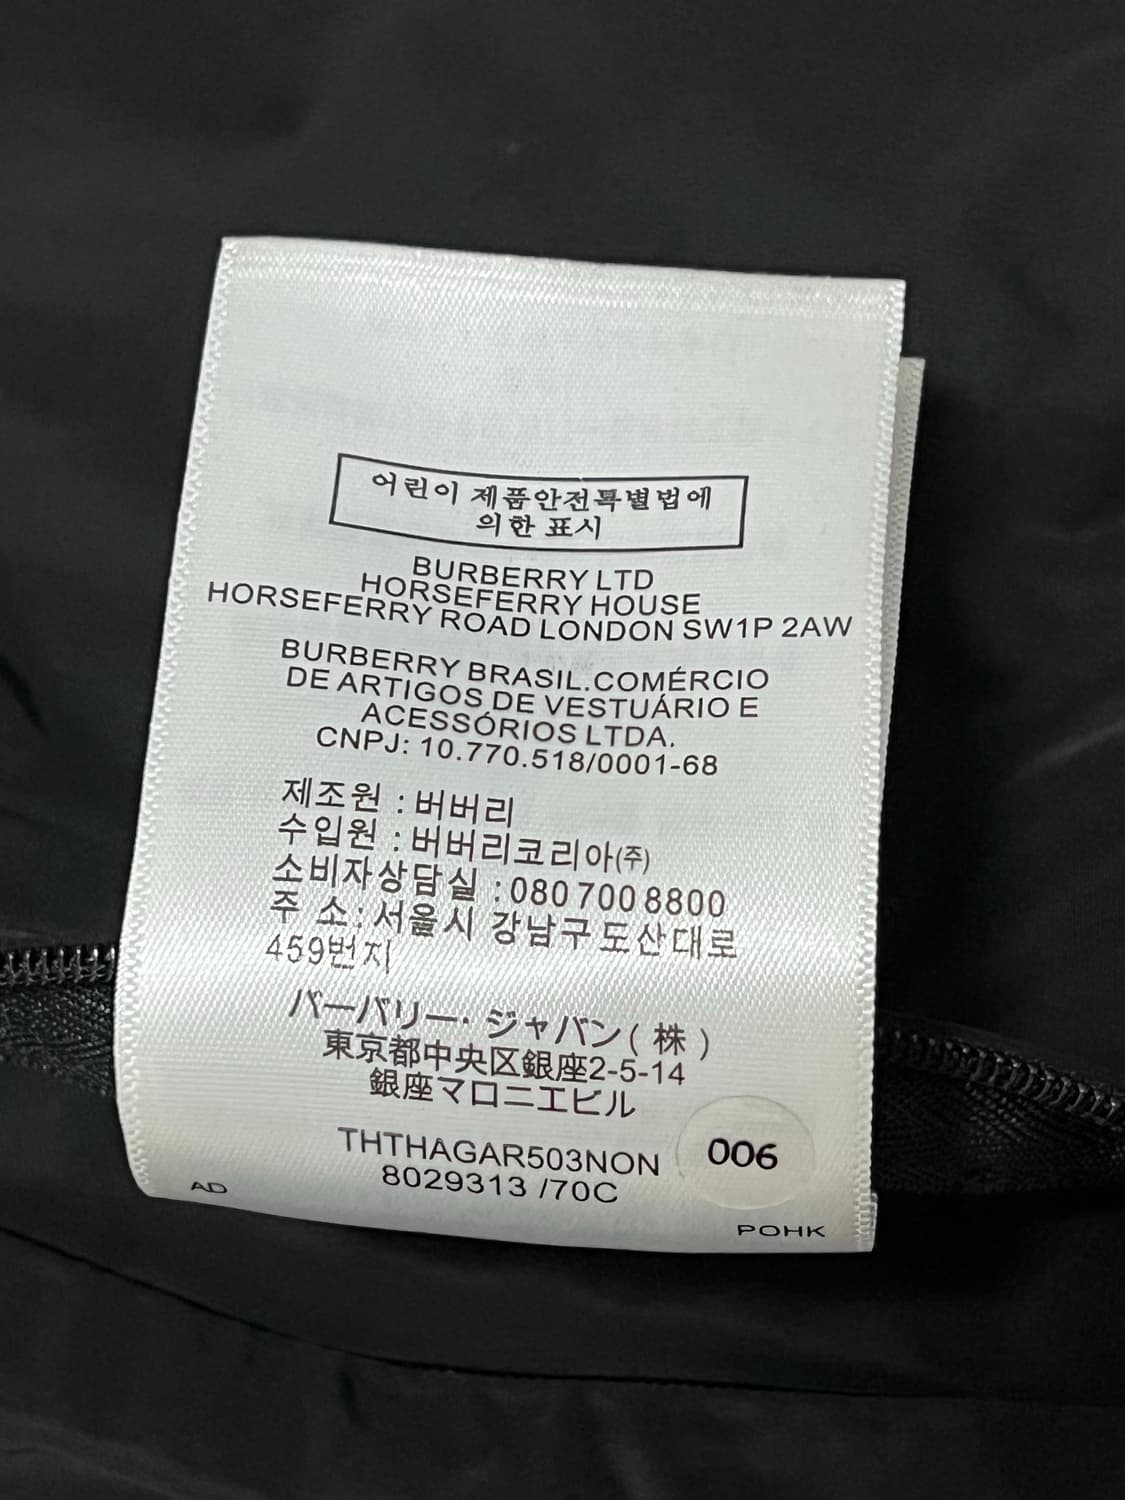 어린이 제품안전특별법에
의한 표시
BURBERRY LTD
HORSEFERRY HOUSE
HORSEFERRY ROAD LONDON SW1P 2AW
BURBERRY BRASIL.COMÉRCIO
DE ARTIGOS DE VESTUÁRIO E
ACESSÓRIOS LTDA.
CNPJ: 10.770.518/0001-68
제조원 : 버버리
수입원 : 버버리코리아(주)
소비자상담실 : 080 700 8800
주 소 : 서울시 강남구 도산대로
459번지
バーバリー・ジャパン(株)
東京都中央区銀座2-5-14
銀座マロニエビル
THTHAGAR503NON
006
8029313 /70C
AD
POHK